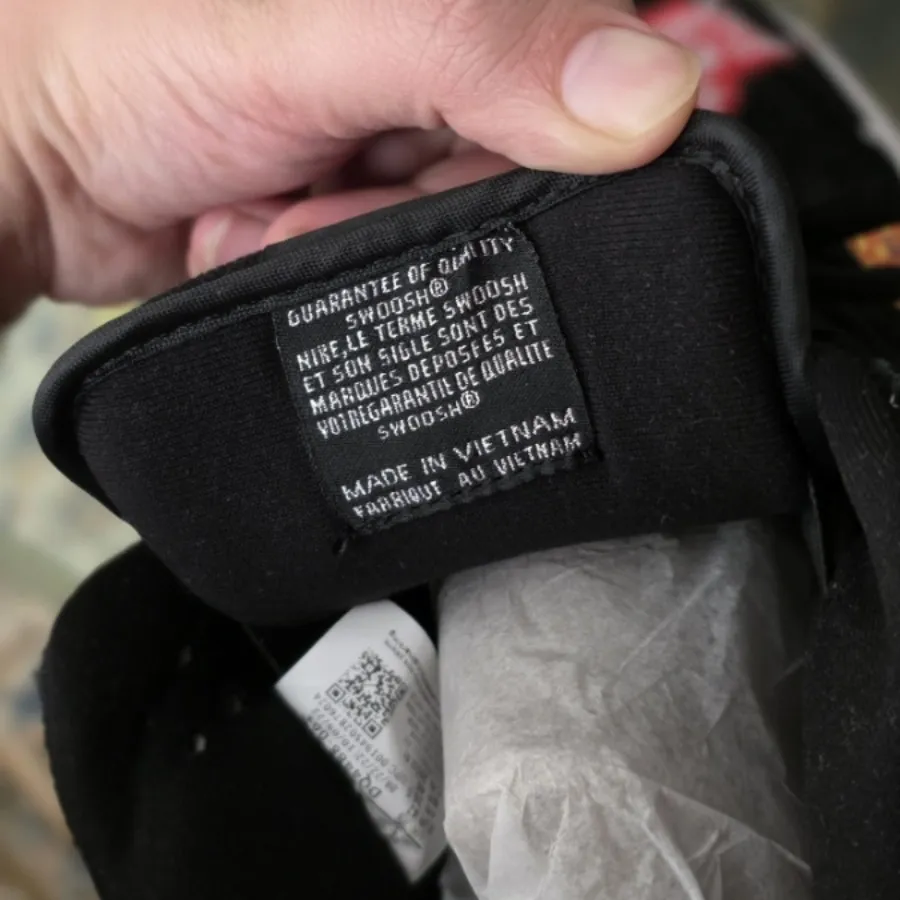 GUARANTEE OF QUALITY
SWOOSH®
NIKE,LE TERME SWOOSH
ET SON SIGLE SONT DES
MARQUES DEPOSÉES ET
VOTREGARANTIE DE QUALITE
SWOOSH®
MADE IN VIETNAM
FABRIQUE AU VIETNAM